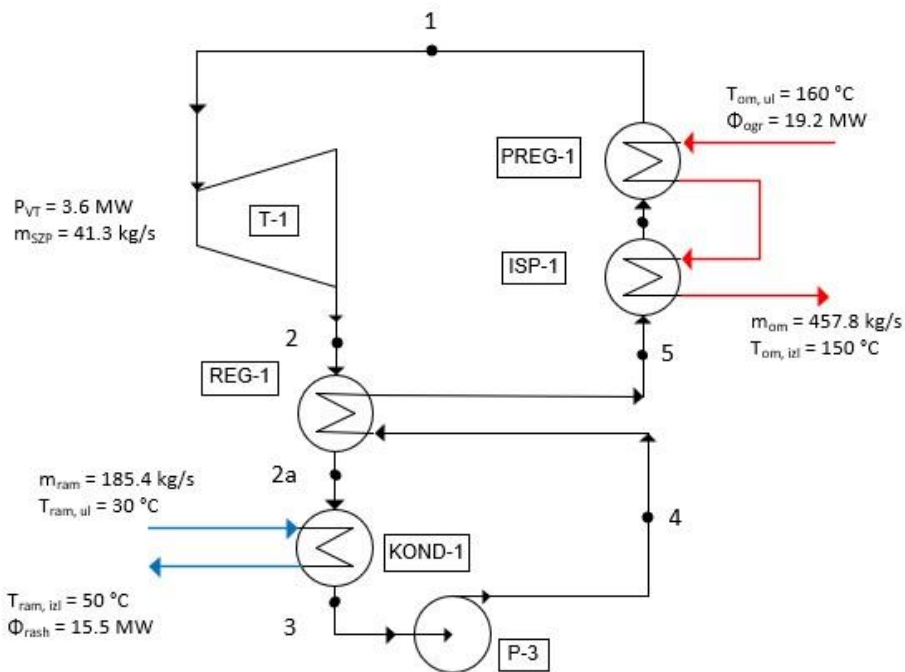 1
T_om, ul = 160 °C
Φ_ogr = 19.2 MW
PREG-1
P_VT = 3.6 MW
m_SZP = 41.3 kg/s
T-1
ISP-1
m_om = 457.8 kg/s
T_om, izl = 150 °C
2
5
REG-1
2a
m_ram = 185.4 kg/s
T_ram, ul = 30 °C
4
KOND-1
T_ram, izl = 50 °C
Φ_rash = 15.5 MW
3
P-3